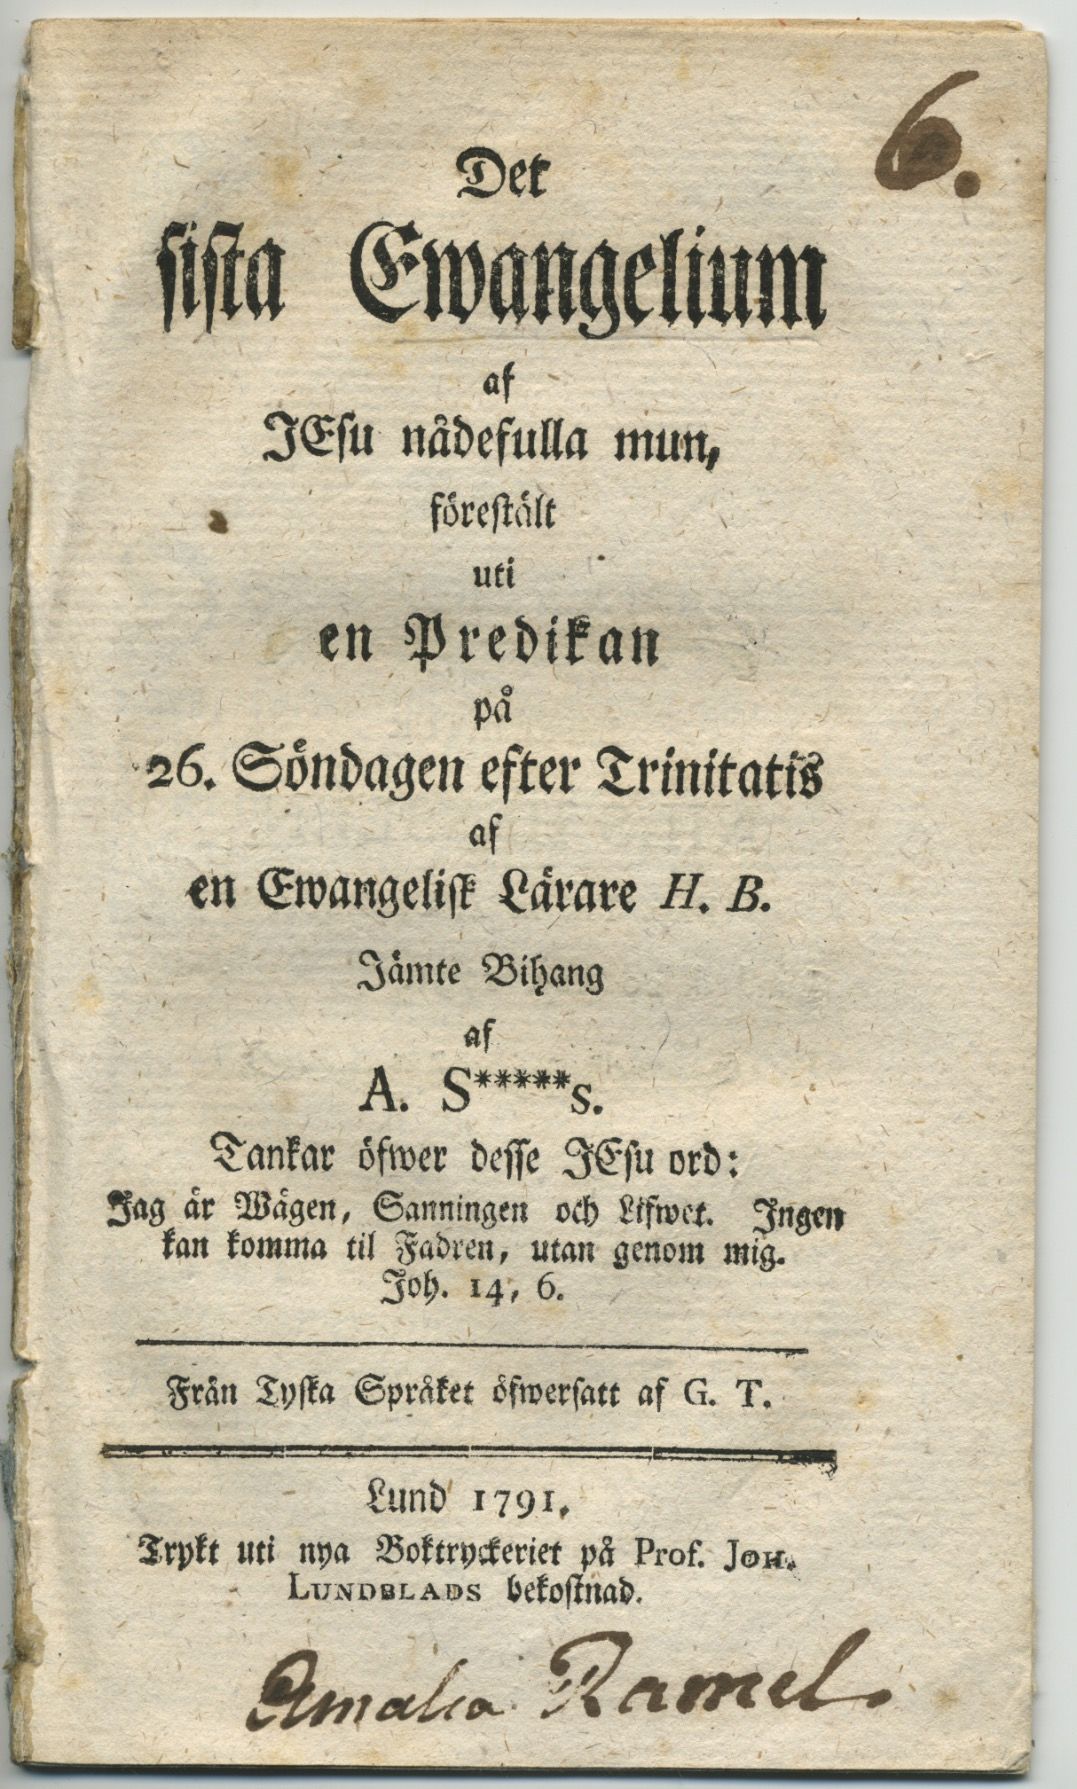 6.
Det
sista Ewangelium
af
JEsu nådefulla mun,
förestält
uti
en Predikan
på
26. Söndagen efter Trinitatis
af
en Ewangelisk Lärare H. B.
Jämte Bihang
af
A. S*****s.
Tankar öfwer desse JEsu ord:
Jag är Wägen, Sanningen och Lifwet. Ingen
kan komma til Fadren, utan genom mig.
Joh. 14, 6.
Från Tyska Språket öfwersatt af G. T.
Lund 1791.
Trykt uti nya Boktryckeriet på Prof. JOH.
LUNDBLADS bekostnad.
Amalia Ramel.